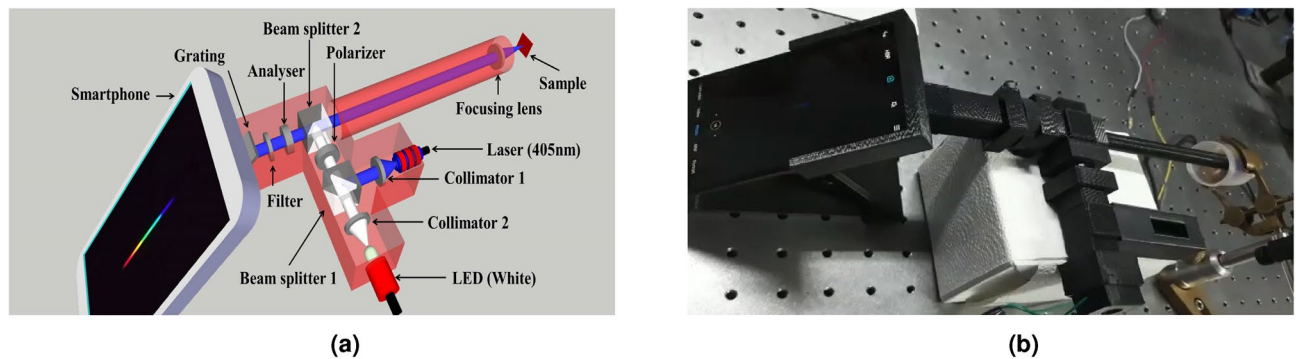 Beam splitter 2
Grating
Polarizer
Analyser
Smartphone
Sample
Focusing lens
Laser (405nm)
Filter
Collimator 1
Collimator 2
Beam splitter 1
LED (White)
(a)
(b)